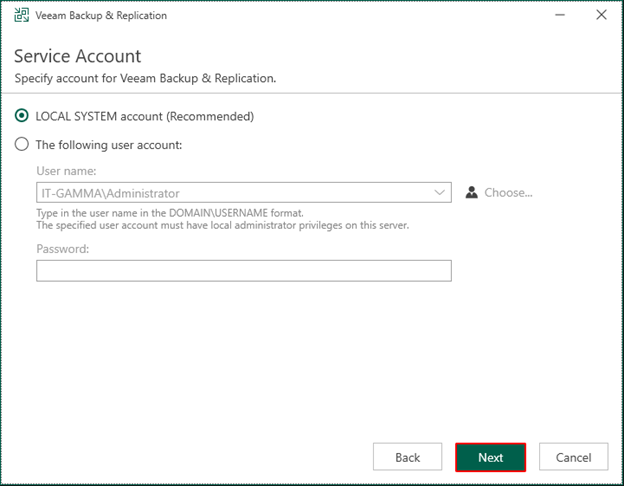 Veeam Backup & Replication
Service Account
Specify account for Veeam Backup & Replication.
LOCAL SYSTEM account (Recommended)
The following user account:
User name:
IT-GAMMA\Administrator
Choose...
Type in the user name in the DOMAIN\USERNAME format.
The specified user account must have local administrator privileges on this server.
Password:
Back
Next
Cancel